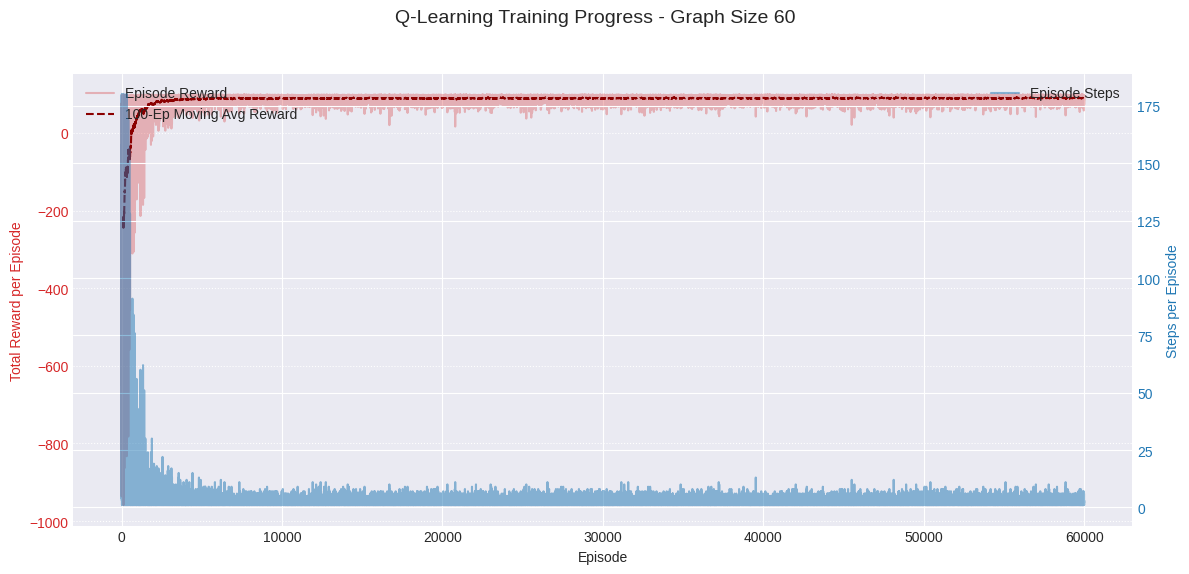 Q-Learning Training Progress - Graph Size 60
Episode Reward
100-Ep Moving Avg Reward
Episode Steps
Total Reward per Episode
0
−200
−400
−600
−800
−1000
175
150
125
100
75
50
25
0
Steps per Episode
0 10000 20000 30000 40000 50000 60000
Episode